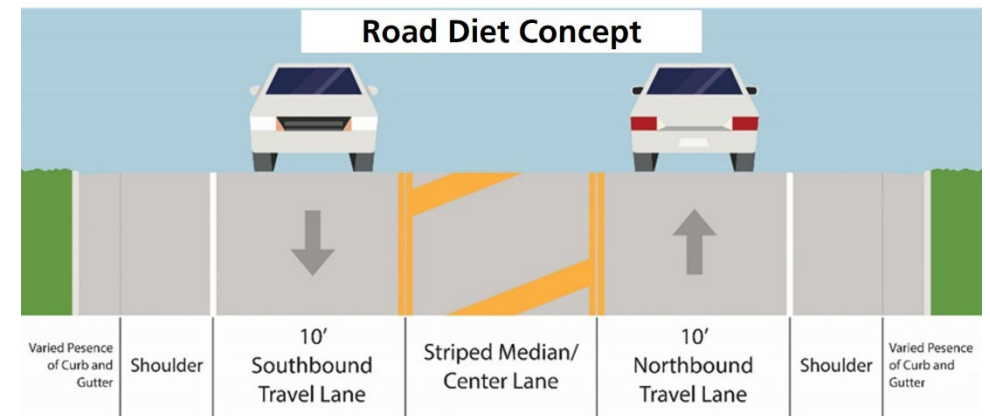 Road Diet Concept
Varied Pesence
of Curb and
Gutter
Shoulder
10'
Southbound
Travel Lane
Striped Median/
Center Lane
10'
Northbound
Travel Lane
Shoulder
Varied Pesence
of Curb and
Gutter